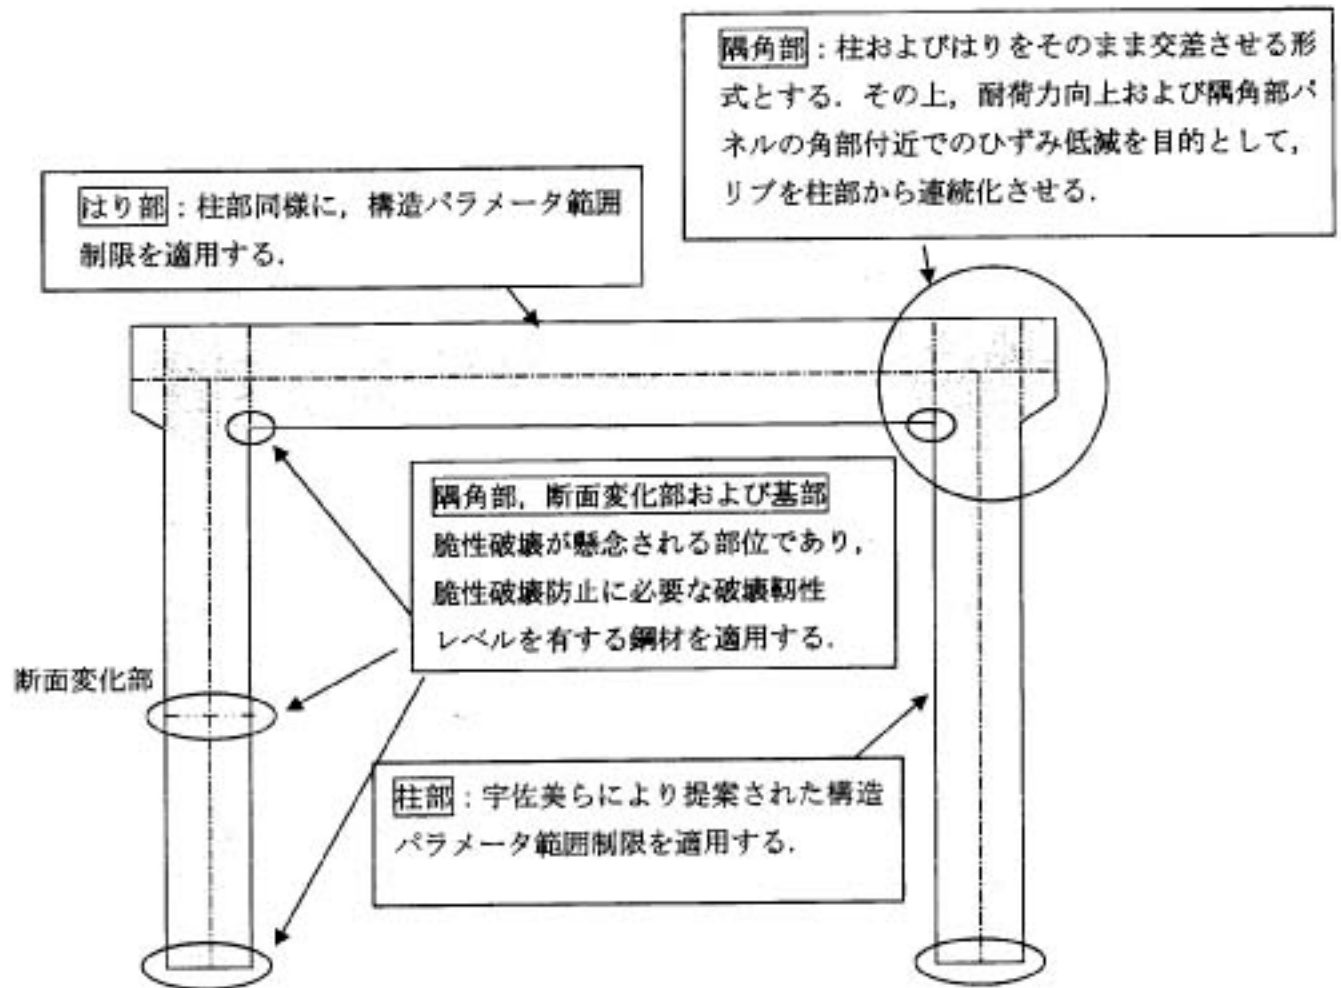 隅角部：柱およびはりをそのまま交差させる形
式とする．その上，耐荷力向上および隅角部パ
ネルの角部付近でのひずみ低減を目的として，
リブを柱部から連続化させる．
はり部：柱部同様に，構造パラメータ範囲
制限を適用する．
隅角部，断面変化部および基部
脆性破壊が懸念される部位であり，
脆性破壊防止に必要な破壊靭性
レベルを有する鋼材を適用する．
断面変化部
柱部：宇佐美らにより提案された構造
パラメータ範囲制限を適用する．